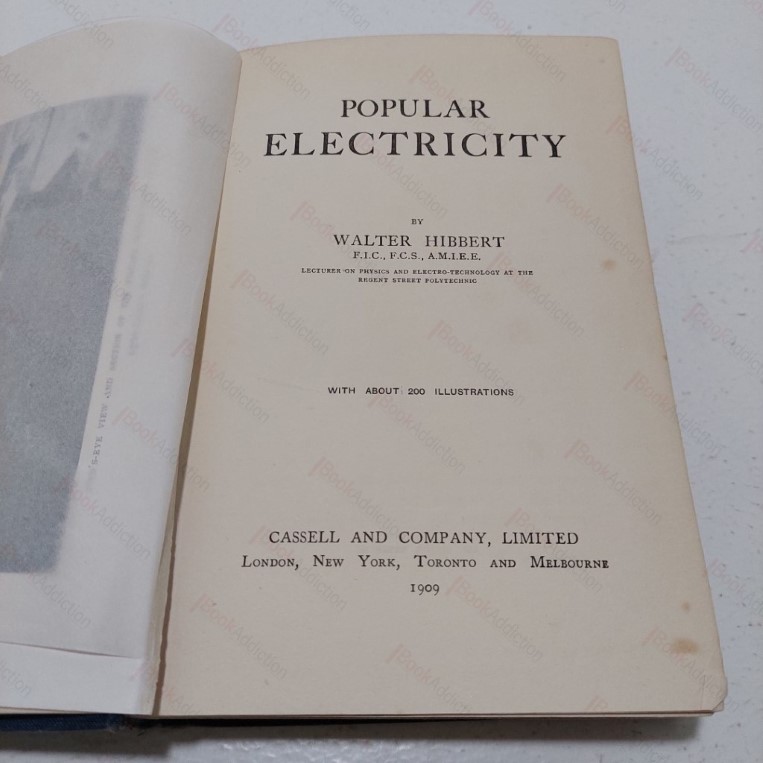 POPULAR
ELECTRICITY
BY
WALTER HIBBERT
F.I.C., F.C.S., A.M.I.E.E.
LECTURER ON PHYSICS AND ELECTRO-TECHNOLOGY AT THE
REGENT STREET POLYTECHNIC
WITH ABOUT 200 ILLUSTRATIONS
CASSELL AND COMPANY, LIMITED
LONDON, NEW YORK, TORONTO AND MELBOURNE
1909
BookAddiction